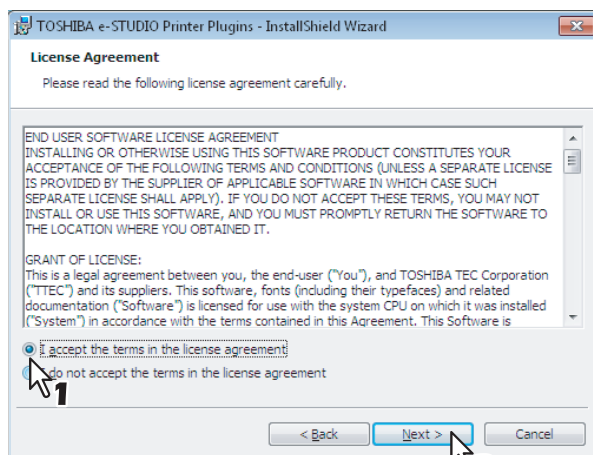 TOSHIBA e-STUDIO Printer Plugins - InstallShield Wizard
License Agreement
Please read the following license agreement carefully.
END USER SOFTWARE LICENSE AGREEMENT
INSTALLING OR OTHERWISE USING THIS SOFTWARE PRODUCT CONSTITUTES YOUR
ACCEPTANCE OF THE FOLLOWING TERMS AND CONDITIONS (UNLESS A SEPARATE LICENSE
IS PROVIDED BY THE SUPPLIER OF APPLICABLE SOFTWARE IN WHICH CASE SUCH
SEPARATE LICENSE SHALL APPLY). IF YOU DO NOT ACCEPT THESE TERMS, YOU MAY NOT
INSTALL OR USE THIS SOFTWARE, AND YOU MUST PROMPTLY RETURN THE SOFTWARE TO
THE LOCATION WHERE YOU OBTAINED IT.
GRANT OF LICENSE:
This is a legal agreement between you, the end-user ("You"), and TOSHIBA TEC Corporation
("TTEC") and its suppliers. This software, fonts (including their typefaces) and related
documentation ("Software") is licensed for use with the system CPU on which it was installed
("System") in accordance with the terms contained in this Agreement. This Software is
I accept the terms in the license agreement
do not accept the terms in the license agreement
1
< Back Next > Cancel